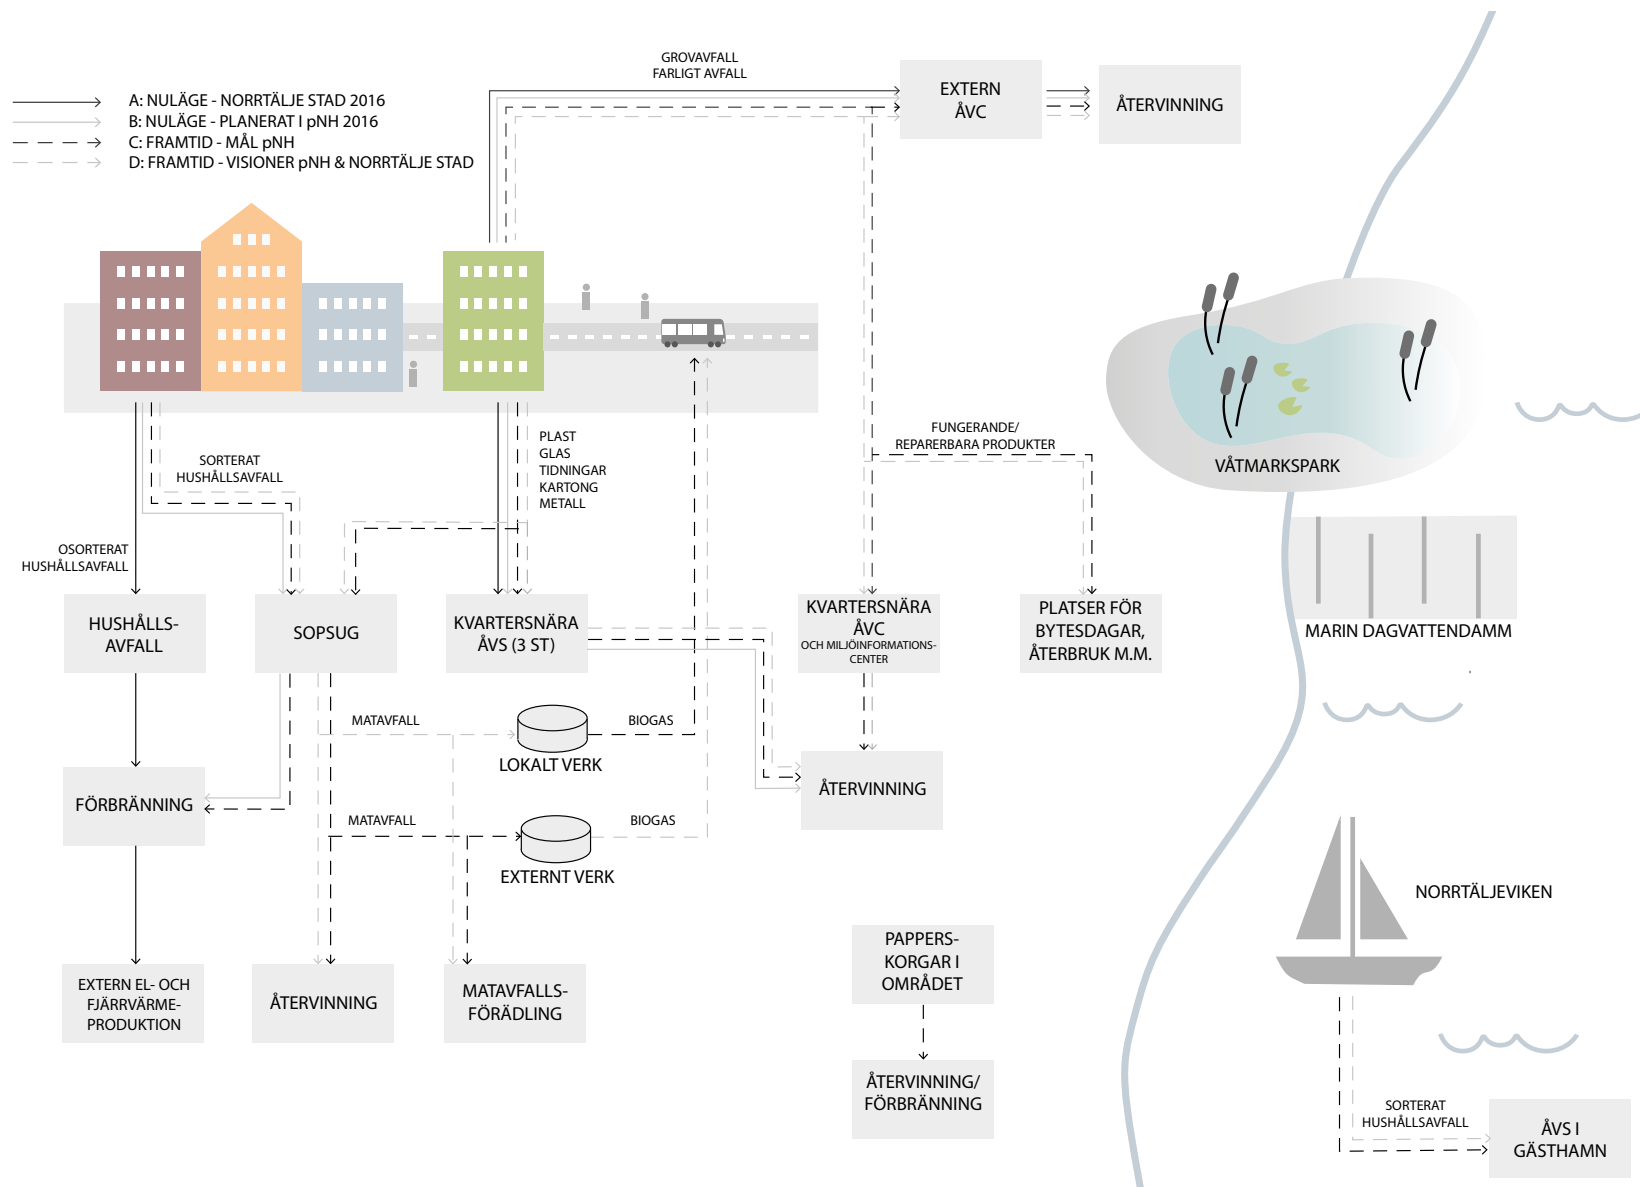 GROVAVFALL
FARLIGT AVFALL
EXTERN
ÅVC
ÅTERVINNING
A: NULÄGE - NORRTÄLJE STAD 2016
B: NULÄGE - PLANERAT I pNH 2016
C: FRAMTID - MÅL pNH
D: FRAMTID - VISIONER pNH & NORRTÄLJE STAD
SORTERAT
HUSHÅLLSAVFALL
PLAST
GLAS
TIDNINGAR
KARTONG
METALL
FUNGERANDE/
REPARERBARA PRODUKTER
VÅTMARKSPARK
OSORTERAT
HUSHÅLLSAVFALL
HUSHÅLLS-
AVFALL
SOPSUG
KVARTERSNÄRA
ÅVS (3 ST)
KVARTERSNÄRA
ÅVC
OCH MILJÖINFORMATIONS-
CENTER
PLATSER FÖR
BYTESDAGAR,
ÅTERBRUK M.M.
MARIN DAGVATTENDAMM
MATAVFALL
BIOGAS
LOKALT VERK
FÖRBRÄNNING
ÅTERVINNING
MATAVFALL
BIOGAS
EXTERNT VERK
NORRTÄLJEVIKEN
EXTERN EL- OCH
FJÄRRVÄRME-
PRODUKTION
ÅTERVINNING
MATAVFALLS-
FÖRÄDLING
PAPPERS-
KORGAR I
OMRÅDET
ÅTERVINNING/
FÖRBRÄNNING
SORTERAT
HUSHÅLLSAVFALL
ÅVS I
GÄSTHAMN